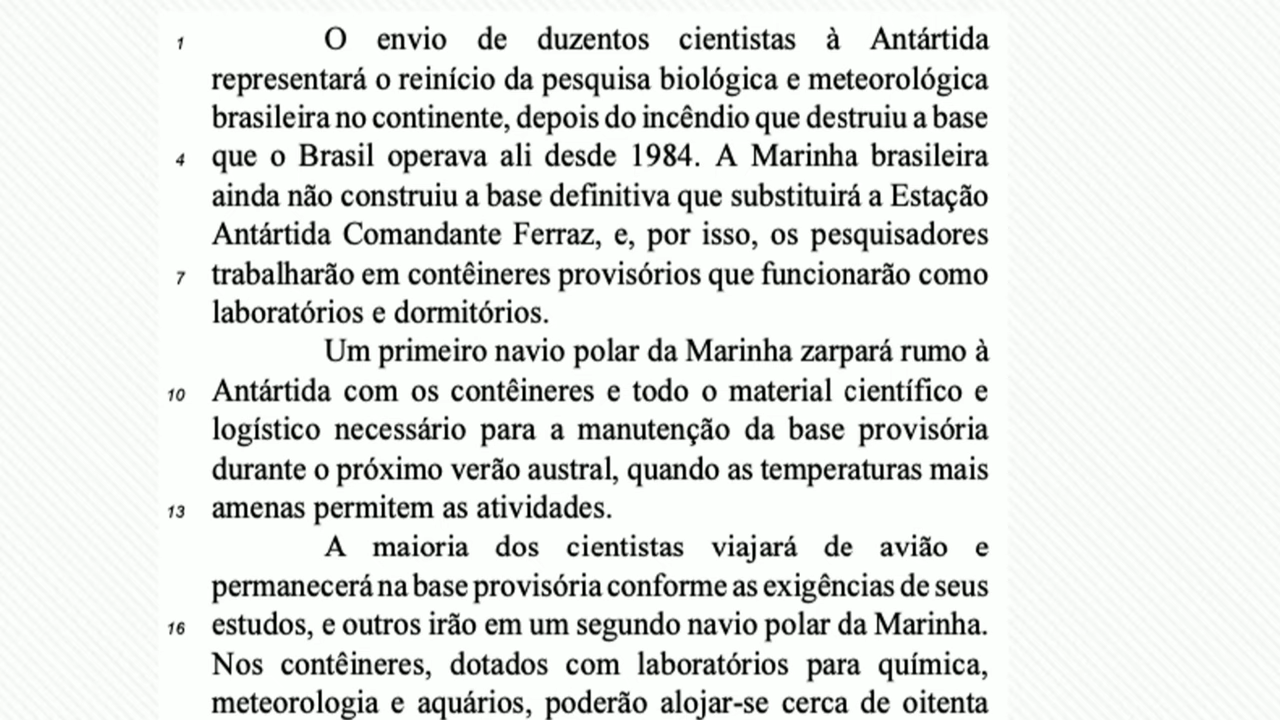 1 O envio de duzentos cientistas à Antártida
representará o reinício da pesquisa biológica e meteorológica
brasileira no continente, depois do incêndio que destruiu a base
4 que o Brasil operava ali desde 1984. A Marinha brasileira
ainda não construiu a base definitiva que substituirá a Estação
Antártida Comandante Ferraz, e, por isso, os pesquisadores
7 trabalharão em contêineres provisórios que funcionarão como
laboratórios e dormitórios.
Um primeiro navio polar da Marinha zarpará rumo à
10 Antártida com os contêineres e todo o material científico e
logístico necessário para a manutenção da base provisória
durante o próximo verão austral, quando as temperaturas mais
13 amenas permitem as atividades.
A maioria dos cientistas viajará de avião e
permanecerá na base provisória conforme as exigências de seus
16 estudos, e outros irão em um segundo navio polar da Marinha.
Nos contêineres, dotados com laboratórios para química,
meteorologia e aquários, poderão alojar-se cerca de oitenta